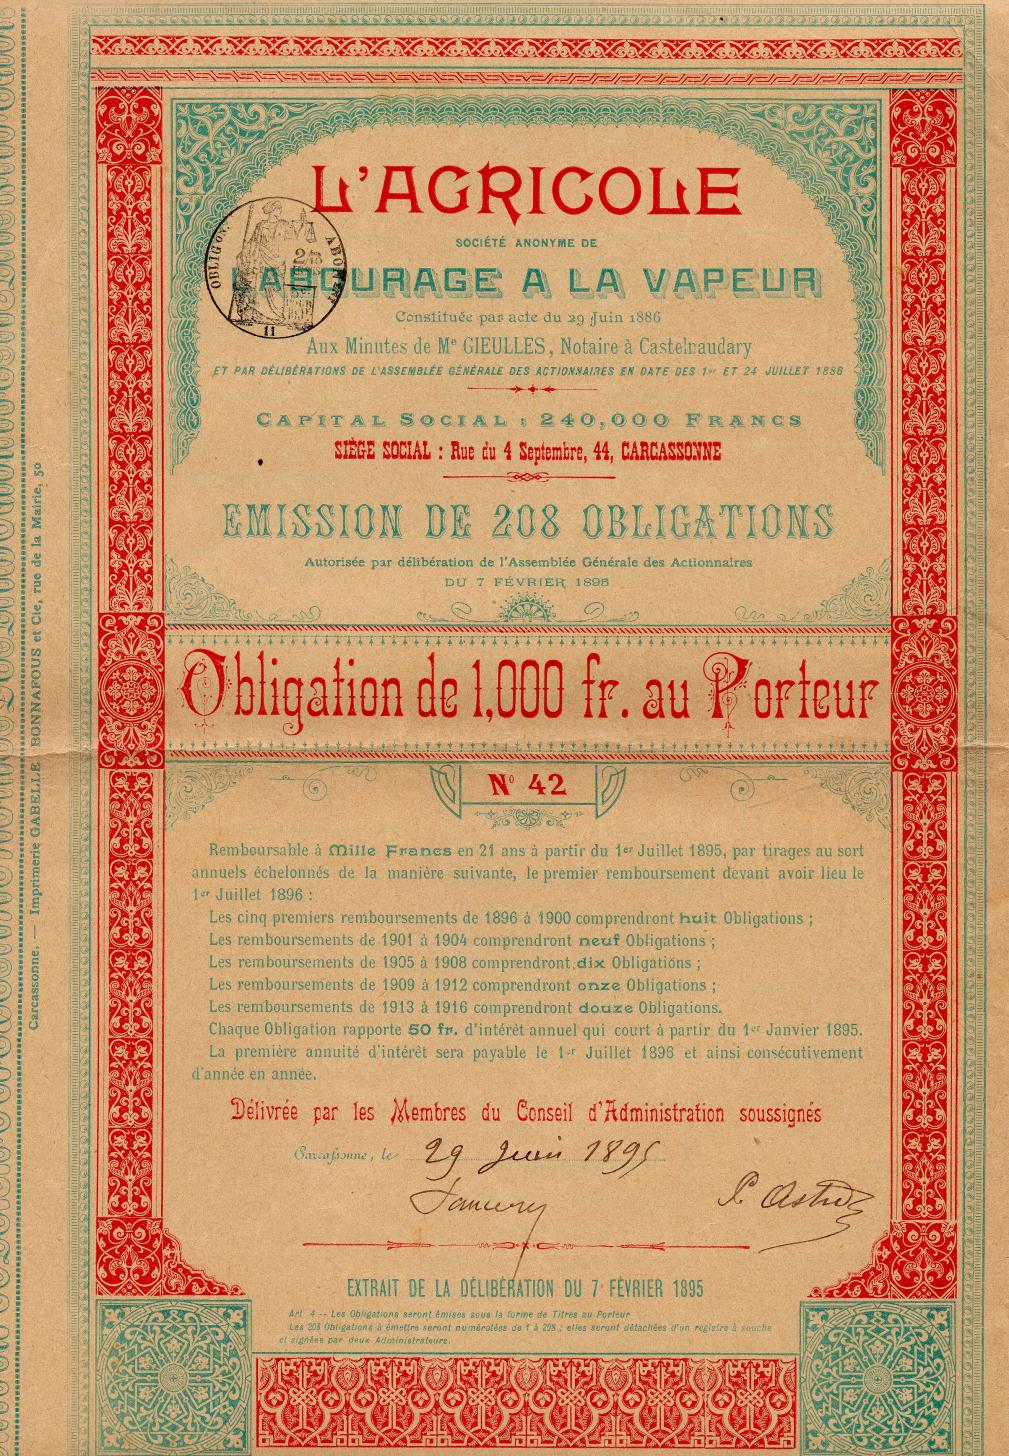 L'AGRICOLE
SOCIÉTÉ ANONYME DE
LABOURAGE A LA VAPEUR
OBLIGON.
11
Constituée par acte du 29 Juin 1886
Aux Minutes de Me GIEULLES, Notaire à Castelnaudary
ET PAR DÉLIBÉRATIONS DE L'ASSEMBLÉE GÉNÉRALE DES ACTIONNAIRES EN DATE DES 1er ET 24 JUILLET 1886
CAPITAL SOCIAL : 240,000 FRANCS
SIÈGE SOCIAL : Rue du 4 Septembre, 44, CARCASSONNE
EMISSION DE 208 OBLIGATIONS
Autorisée par délibération de l'Assemblée Générale des Actionnaires
DU 7 FÉVRIER 1895
Obligation de 1,000 fr. au Porteur
No 42
Remboursable à Mille Francs en 21 ans à partir du 1er Juillet 1895, par tirages au sort
annuels échelonnés de la manière suivante, le premier remboursement devant avoir lieu le
1er Juillet 1896 :
Les cinq premiers remboursements de 1896 à 1900 comprendront huit Obligations ;
Les remboursements de 1901 à 1904 comprendront neuf Obligations ;
Les remboursements de 1905 à 1908 comprendront dix Obligations ;
Les remboursements de 1909 à 1912 comprendront onze Obligations ;
Les remboursements de 1913 à 1916 comprendront douze Obligations.
Chaque Obligation rapporte 50 fr. d'intérêt annuel qui court à partir du 1er Janvier 1895.
La première annuité d'intérêt sera payable le 1er Juillet 1896 et ainsi consécutivement
d'année en année.
Délivrée par les Membres du Conseil d'Administration soussignés
Carcassonne, le 29 Juin 1895
EXTRAIT DE LA DÉLIBÉRATION DU 7 FÉVRIER 1895
Art. 4 -- Les Obligations seront émises sous la forme de Titres au Porteur
Les 208 Obligations à émettre seront numérotées de 1 à 208 ; elles seront détachées d'un registre à souche
et signées par deux Administrateurs.
Carcassonne. — Imprimerie GABELLE, BONNAFOUS et Cie, rue de la Mairie, 50